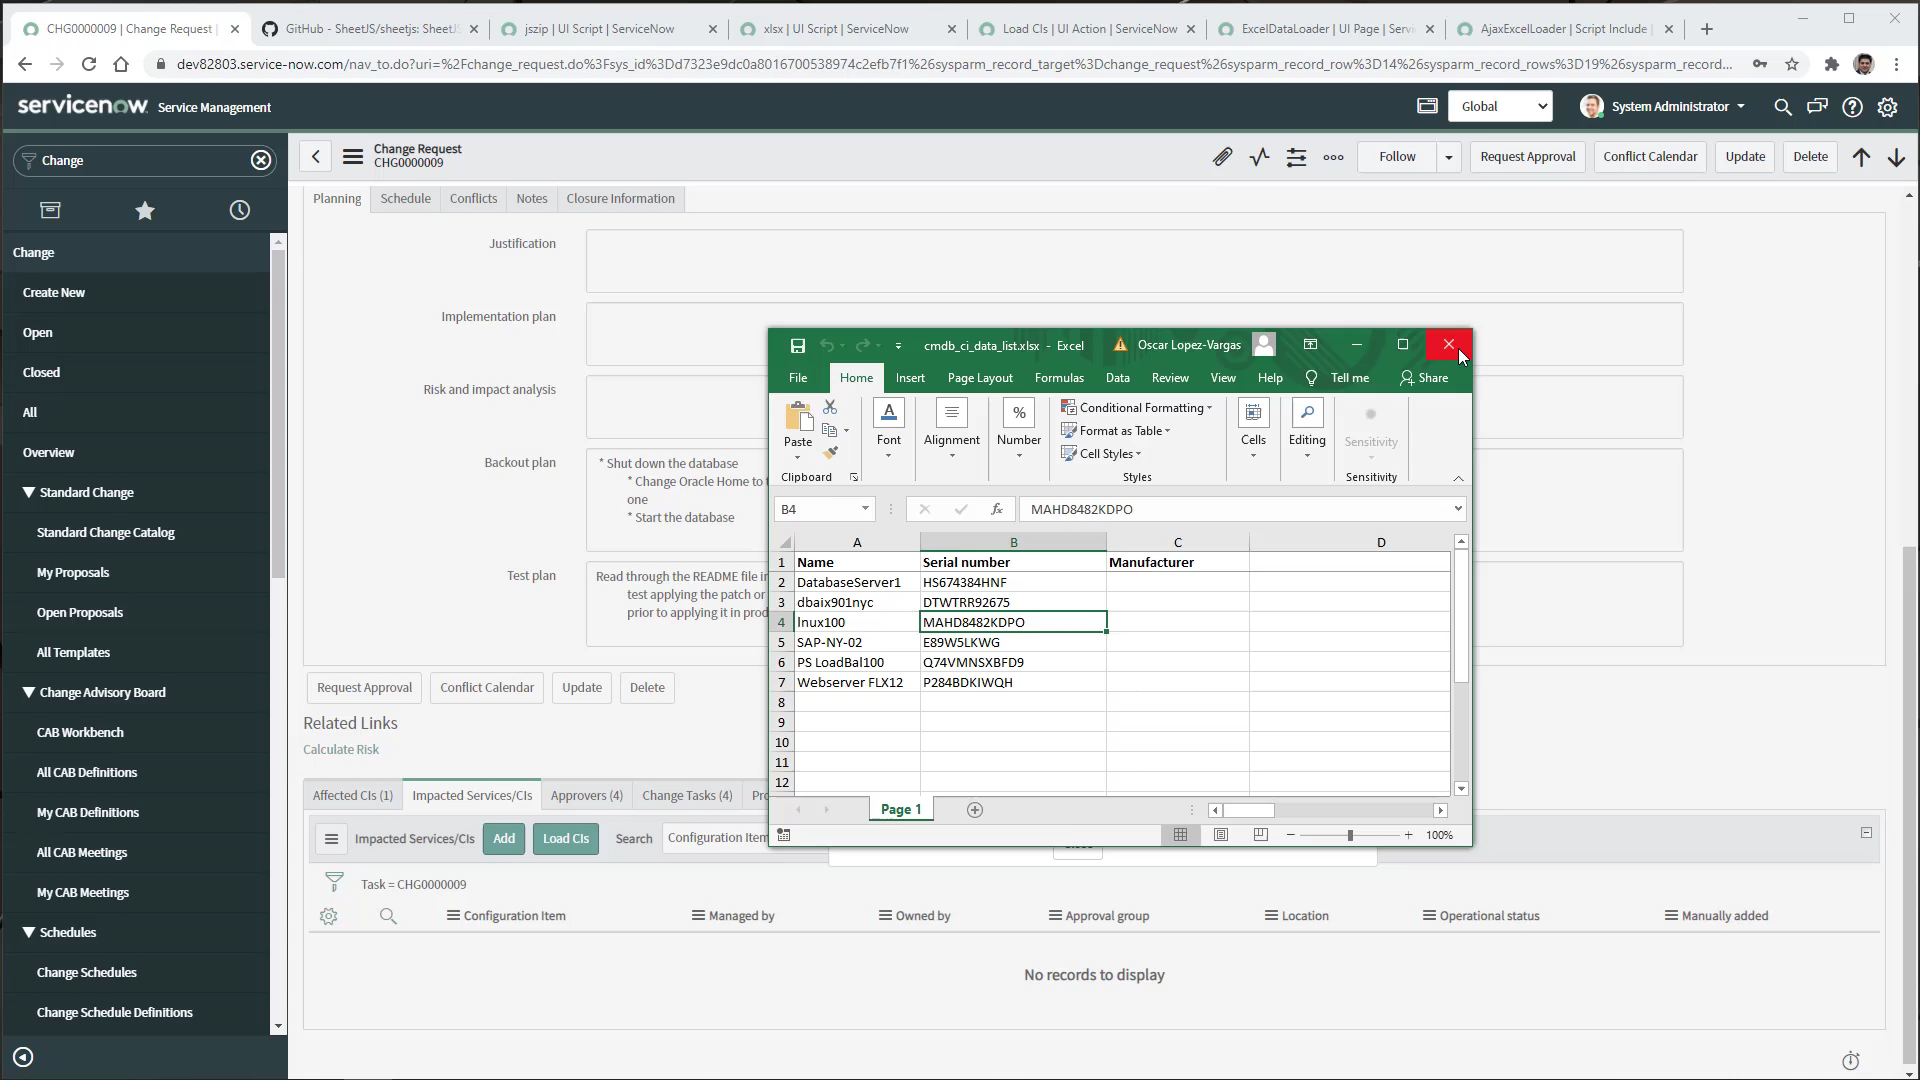 CHG0000009 | Change Request |
GitHub - SheetJS/sheetjs: SheetJS
jszip | UI Script | ServiceNow
xlsx | UI Script | ServiceNow
Load CIs | UI Action | ServiceNow
ExcelDataLoader | UI Page | Servi
AjaxExcelLoader | Script Include |
dev82803.service-now.com/nav_to.do?uri=%2Fchange_request.do%3Fsys_id%3Dd7323e9dc0a8016700538974c2efb7f1%26sysparm_record_target%3Dchange_request%26sysparm_record_row%3D14%26sysparm_record_rows%3D19%26sysparm_record...
servicenow Service Management
Global
System Administrator
Change
Change Request
CHG0000009
Follow
Request Approval
Conflict Calendar
Update
Delete
Change
Create New
Open
Closed
All
Overview
Standard Change
Standard Change Catalog
My Proposals
Open Proposals
All Templates
Change Advisory Board
CAB Workbench
All CAB Definitions
My CAB Definitions
All CAB Meetings
My CAB Meetings
Schedules
Change Schedules
Change Schedule Definitions
Planning
Schedule
Conflicts
Notes
Closure Information
Justification
Implementation plan
Risk and impact analysis
Backout plan
* Shut down the database
* Change Oracle Home to t
one
* Start the database
Test plan
Read through the README file in
test applying the patch or
prior to applying it in prod
Request Approval
Conflict Calendar
Update
Delete
Related Links
Calculate Risk
Affected CIs (1)
Impacted Services/CIs
Approvers (4)
Change Tasks (4)
Impacted Services/CIs
Add
Load CIs
Search
Configuration Item
Task = CHG0000009
Configuration Item
Managed by
Owned by
Approval group
Location
Operational status
Manually added
No records to display
cmdb_ci_data_list.xlsx - Excel
Oscar Lopez-Vargas
File
Home
Insert
Page Layout
Formulas
Data
Review
View
Help
Tell me
Share
Paste
Clipboard
A
Font
Alignment
%
Number
Conditional Formatting
Format as Table
Cell Styles
Styles
Cells
Editing
Sensitivity
Sensitivity
B4
fx
MAHD8482KDPO
A B C D
1 Name Serial number Manufacturer
2 DatabaseServer1 HS674384HNF
3 dbaix901nyc DTWTRR92675
4 lnux100 MAHD8482KDPO
5 SAP-NY-02 E89W5LKWG
6 PS LoadBal100 Q74VMNSXBFD9
7 Webserver FLX12 P284BDKIWQH
8
9
10
11
12
Page 1
100%